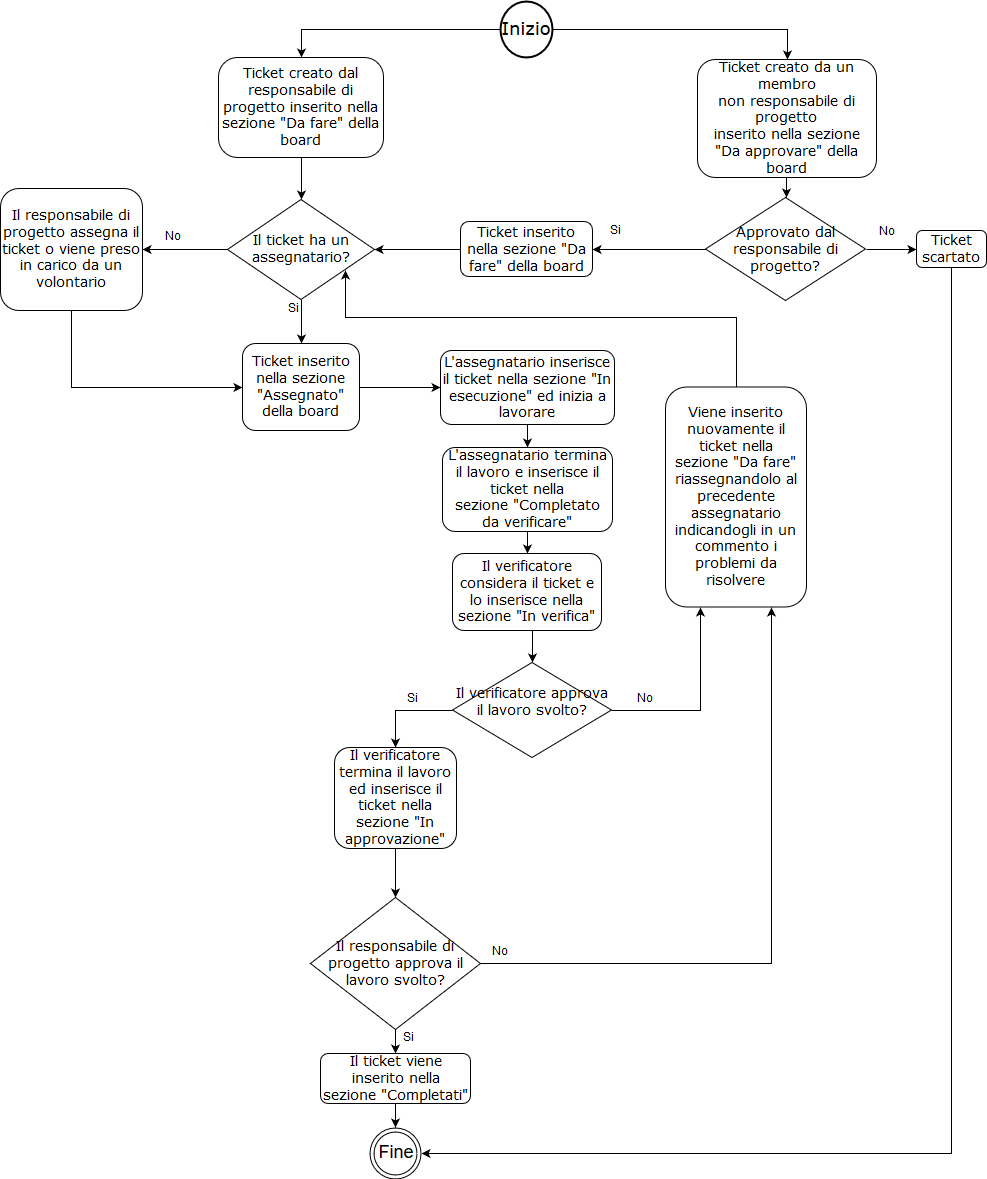 Inizio
Ticket creato dal
responsabile di
progetto inserito nella
sezione "Da fare" della
board
Ticket creato da un
membro
non responsabile di
progetto
inserito nella sezione
"Da approvare" della
board
Il responsabile di
progetto assegna il
ticket o viene preso
in carico da un
volontario
No
Il ticket ha un
assegnatario?
Ticket inserito
nella sezione "Da
fare" della board
Si
Approvato dal
responsabile di
progetto?
No
Ticket
scartato
Si
Ticket inserito
nella sezione
"Assegnato"
della board
L'assegnatario inserisce
il ticket nella sezione "In
esecuzione" ed inizia a
lavorare
L'assegnatario termina
il lavoro e inserisce il
ticket nella
sezione "Completato
da verificare"
Viene inserito
nuovamente il
ticket nella
sezione "Da fare"
riassegnandolo al
precedente
assegnatario
indicandogli in un
commento i
problemi da
risolvere
Il verificatore
considera il ticket e
lo inserisce nella
sezione "In verifica"
Si
Il verificatore approva
il lavoro svolto?
No
Il verificatore
termina il lavoro
ed inserisce il
ticket nella
sezione "In
approvazione"
Il responsabile di
progetto approva il
lavoro svolto?
No
Si
Il ticket viene
inserito nella
sezione "Completati"
Fine